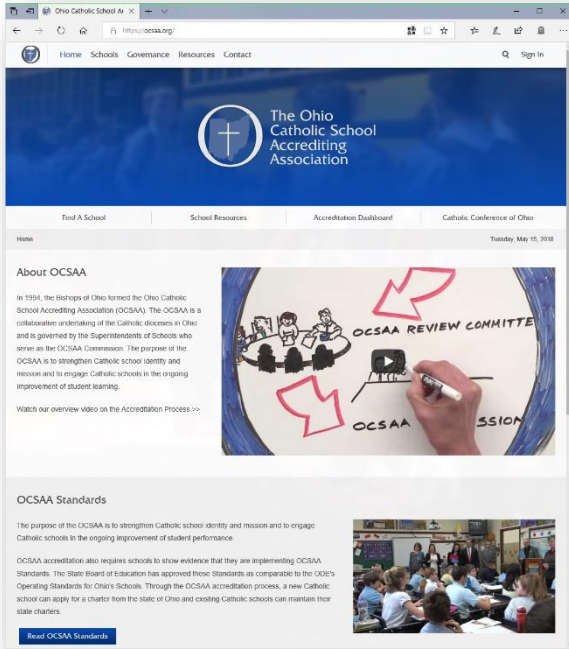 Ohio Catholic School Ac
https://ocsaa.org/
Home Schools Governance Resources Contact
Sign In
The Ohio
Catholic School
Accrediting
Association
Find A School School Resources Accreditation Dashboard Catholic Conference of Ohio
Home Tuesday, May 15, 2018
About OCSAA
In 1994, the Bishops of Ohio formed the Ohio Catholic
School Accrediting Association (OCSAA). The OCSAA is a
collaborative undertaking of the Catholic dioceses in Ohio
and is governed by the Superintendents of Schools who
serve as the OCSAA Commission. The purpose of the
OCSAA is to strengthen Catholic school identity and
mission and to engage Catholic schools in the ongoing
improvement of student learning.
Watch our overview video on the Accreditation Process >>
OCSAA REVIEW COMMITTE
OCSAA SSION
OCSAA Standards
The purpose of the OCSAA is to strengthen Catholic school identity and mission and to engage
Catholic schools in the ongoing improvement of student performance.
OCSAA accreditation also requires schools to show evidence that they are implementing OCSAA
Standards. The State Board of Education has approved these Standards as comparable to the ODE's
Operating Standards for Ohio's Schools. Through the OCSAA accreditation process, a new Catholic
school can apply for a charter from the state of Ohio and existing Catholic schools can maintain their
state charters.
Read OCSAA Standards